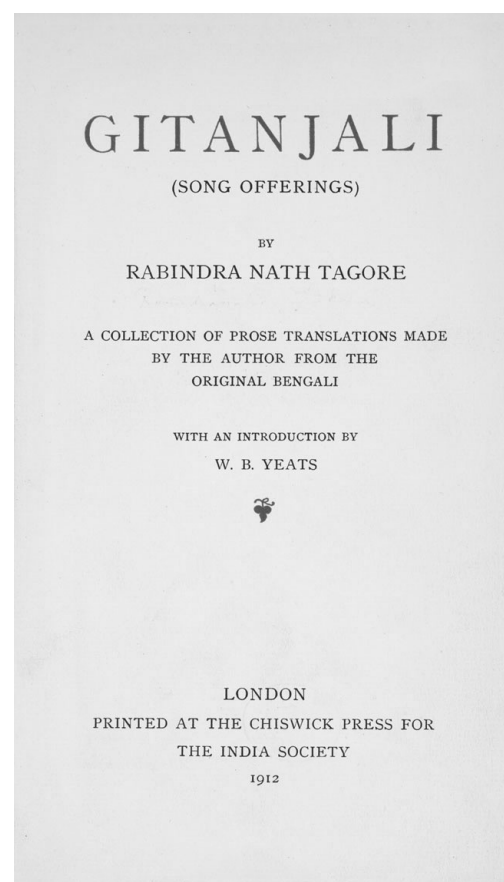 GITANJALI
(SONG OFFERINGS)
BY
RABINDRA NATH TAGORE
A COLLECTION OF PROSE TRANSLATIONS MADE
BY THE AUTHOR FROM THE
ORIGINAL BENGALI
WITH AN INTRODUCTION BY
W. B. YEATS
LONDON
PRINTED AT THE CHISWICK PRESS FOR
THE INDIA SOCIETY
1912